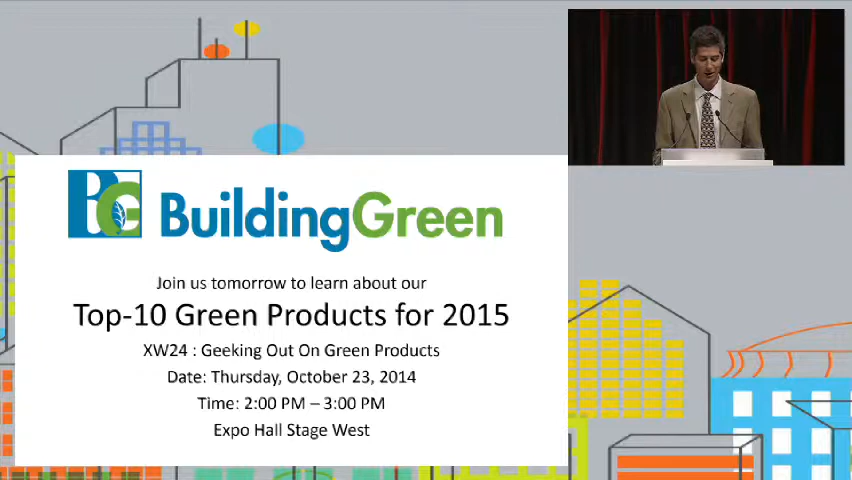 BG BuildingGreen
Join us tomorrow to learn about our
Top-10 Green Products for 2015
XW24 : Geeking Out On Green Products
Date: Thursday, October 23, 2014
Time: 2:00 PM – 3:00 PM
Expo Hall Stage West